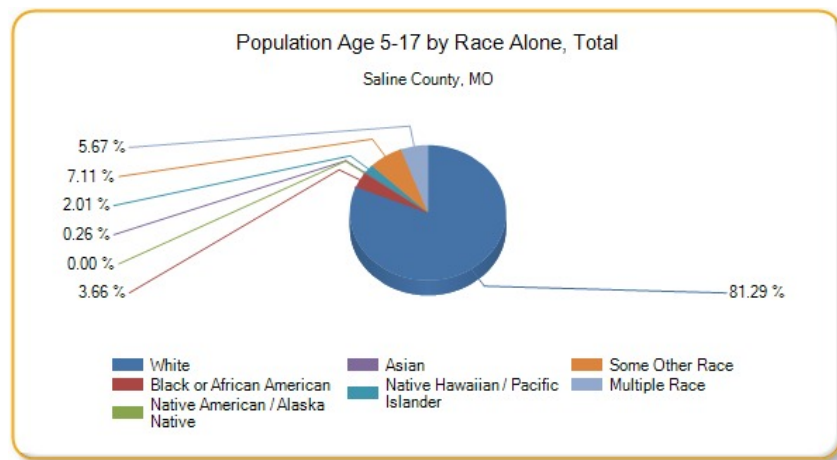 Population Age 5-17 by Race Alone, Total
Saline County, MO
5.67 %
7.11 %
2.01 %
0.26 %
0.00 %
3.66 %
81.29 %
White
Black or African American
Native American / Alaska
Native
Asian
Native Hawaiian / Pacific
Islander
Some Other Race
Multiple Race